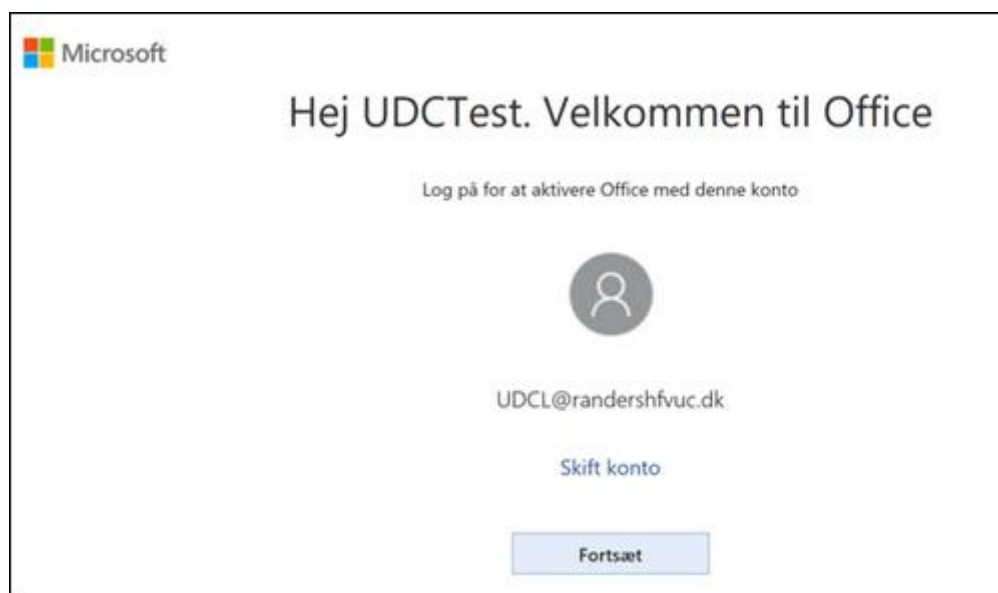 Microsoft
Hej UDCTest. Velkommen til Office
Log på for at aktivere Office med denne konto
UDCL@randershfvuc.dk
Skift konto
Fortsæt